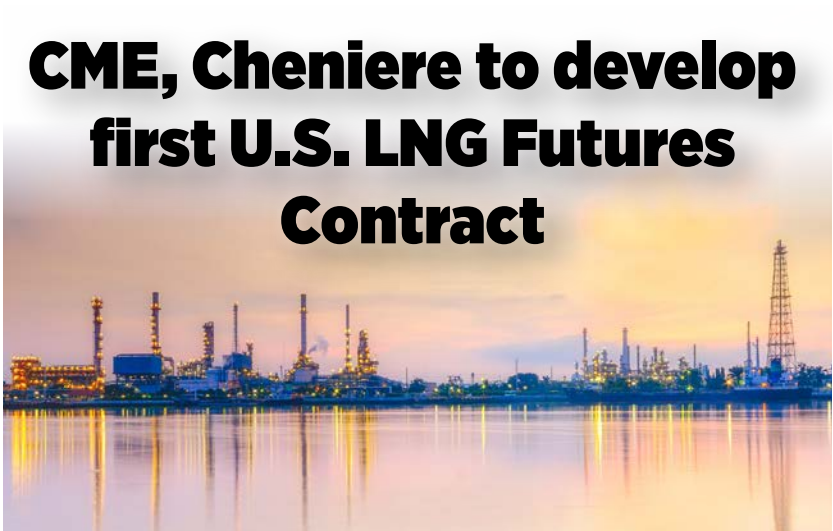 CME, Cheniere to develop
first U.S. LNG Futures
Contract